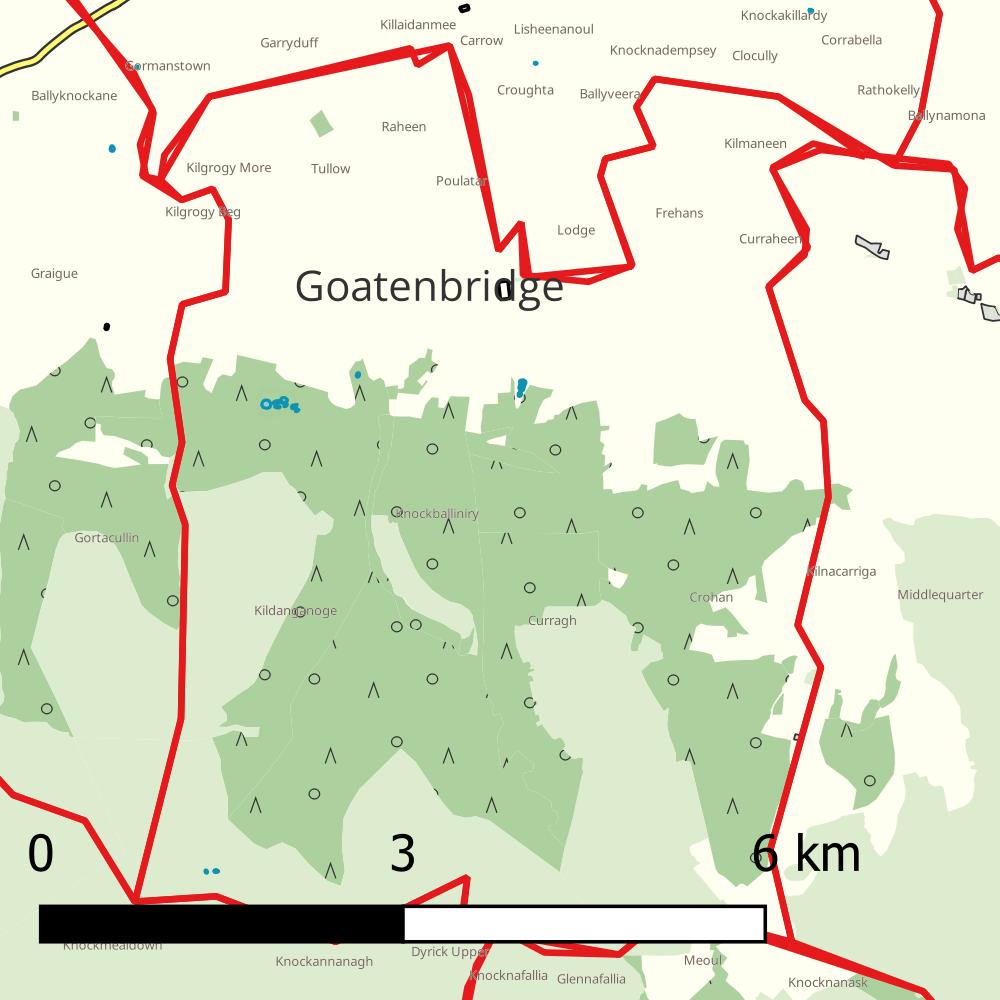 Knockakillardy
Killaidanmee
Lisheenanoul
Carrow
Garryduff
Corrabella
Knocknadempsey
Clocully
Gormanstown
Croughta
Ballyveera
Rathokelly
Ballyknockane
Ballynamona
Raheen
Kilmaneen
Kilgrogy More
Tullow
Poulatar
Kilgrogy Beg
Frehans
Lodge
Curraheen
Graigue
Goatenbridge
Knockballiniry
Gortacullin
Kilnacarriga
Middlequarter
Crohan
Kildanganoge
Curragh
0 3 6 km
Knockmealdown
Dyrick Upper
Knockannanagh
Meoul
Knocknafallia
Glennafallia
Knocknanask